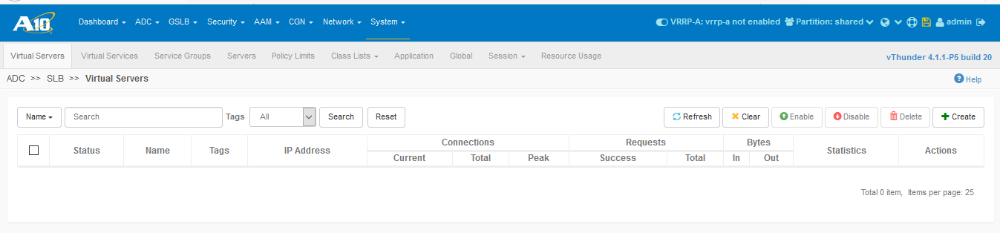 A10 Dashboard ADC GSLB Security AAM CGN Network System VRRP-A: vrrp-a not enabled Partition: shared admin
Virtual Servers Virtual Services Service Groups Servers Policy Limits Class Lists Application Global Session Resource Usage vThunder 4.1.1-P5 build 20
ADC >> SLB >> Virtual Servers Help
Name Search Tags All Search Reset Refresh Clear Enable Disable Delete Create
Status Name Tags IP Address Connections Requests Bytes Statistics Actions
Current Total Peak Success Total In Out
Total 0 item, Items per page: 25